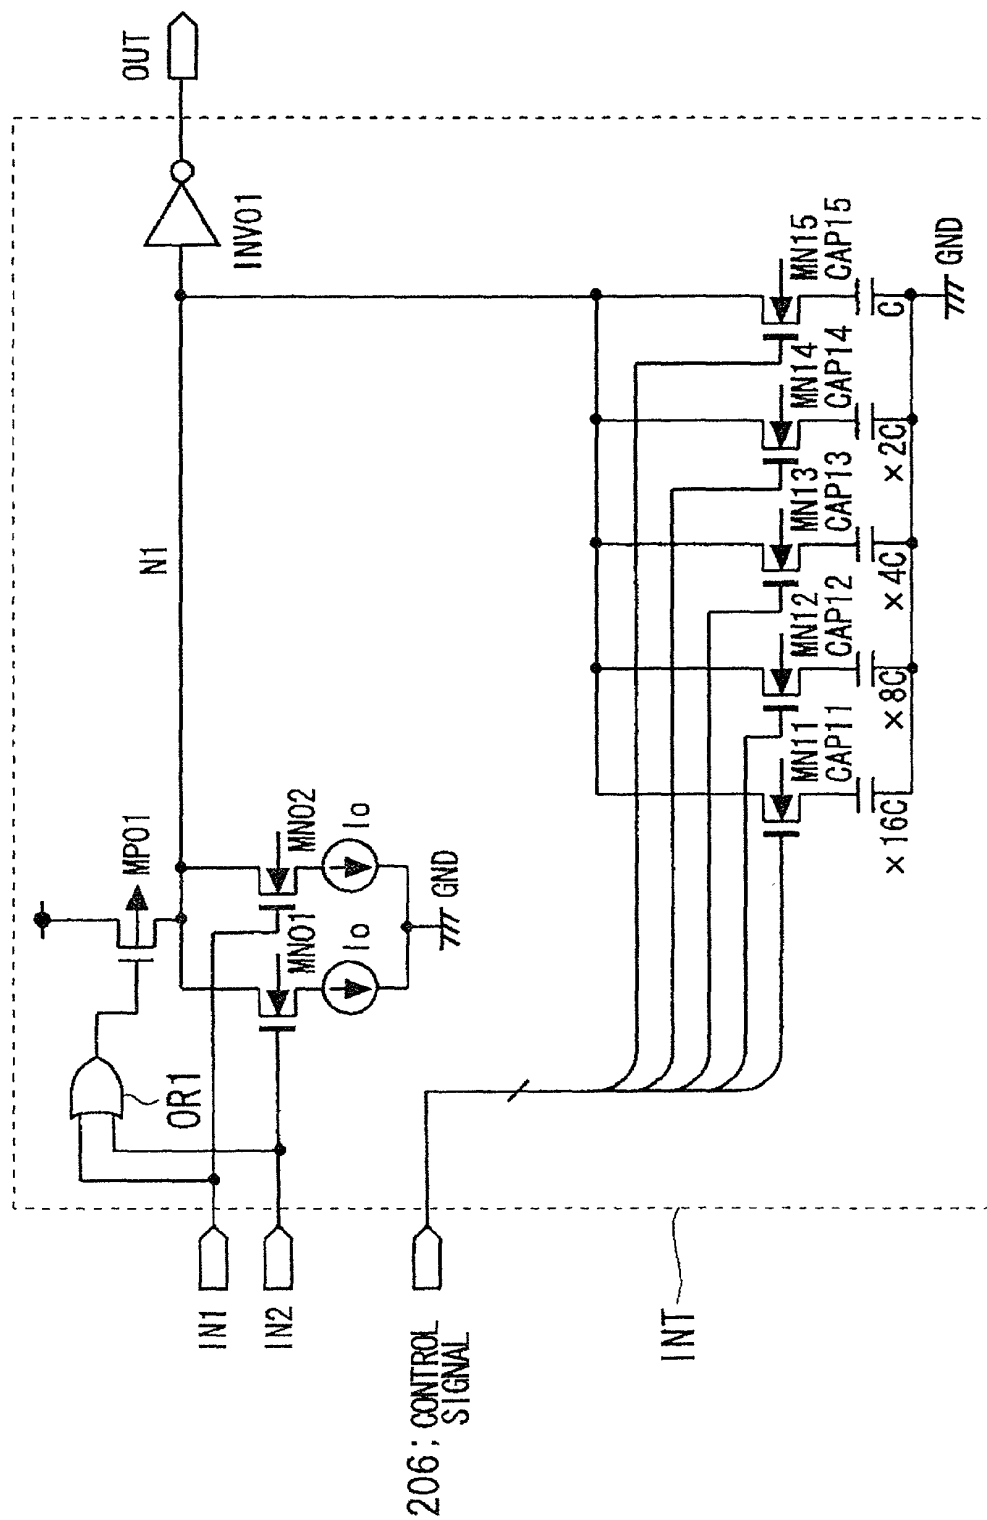 IN1
IN2
206; CONTROL
SIGNAL
INT
OR1
MP01
MN01
MN02
Io
Io
GND
N1
INV01
OUT
MN11
CAP11
×16C
MN12
CAP12
×8C
MN13
CAP13
×4C
MN14
CAP14
×2C
MN15
CAP15
C
GND